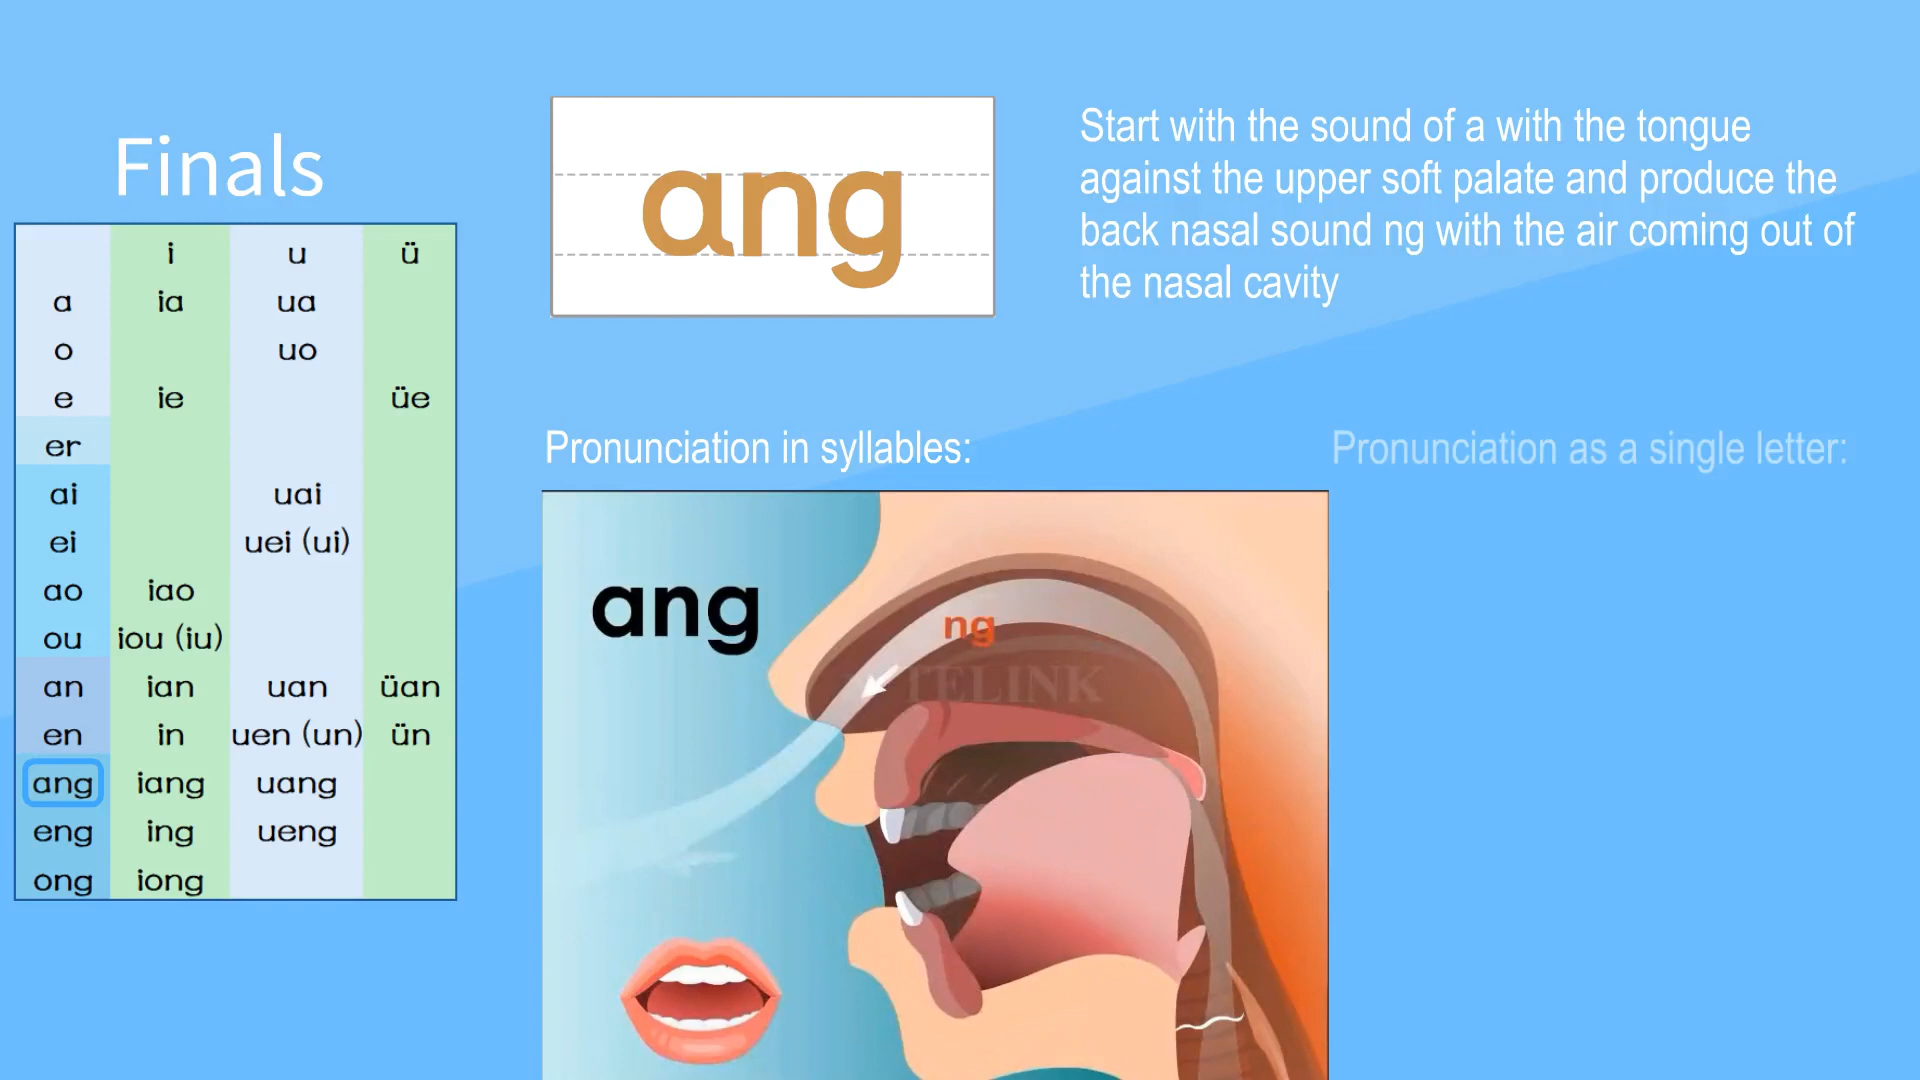 Finals
i u ü
a ia ua
o uo
e ie üe
er
ai uai
ei uei (ui)
ao iao
ou iou (iu)
an ian uan üan
en in uen (un) ün
ang iang uang
eng ing ueng
ong iong
ang
Start with the sound of a with the tongue
against the upper soft palate and produce the
back nasal sound ng with the air coming out of
the nasal cavity
Pronunciation in syllables:
Pronunciation as a single letter:
ang
ng